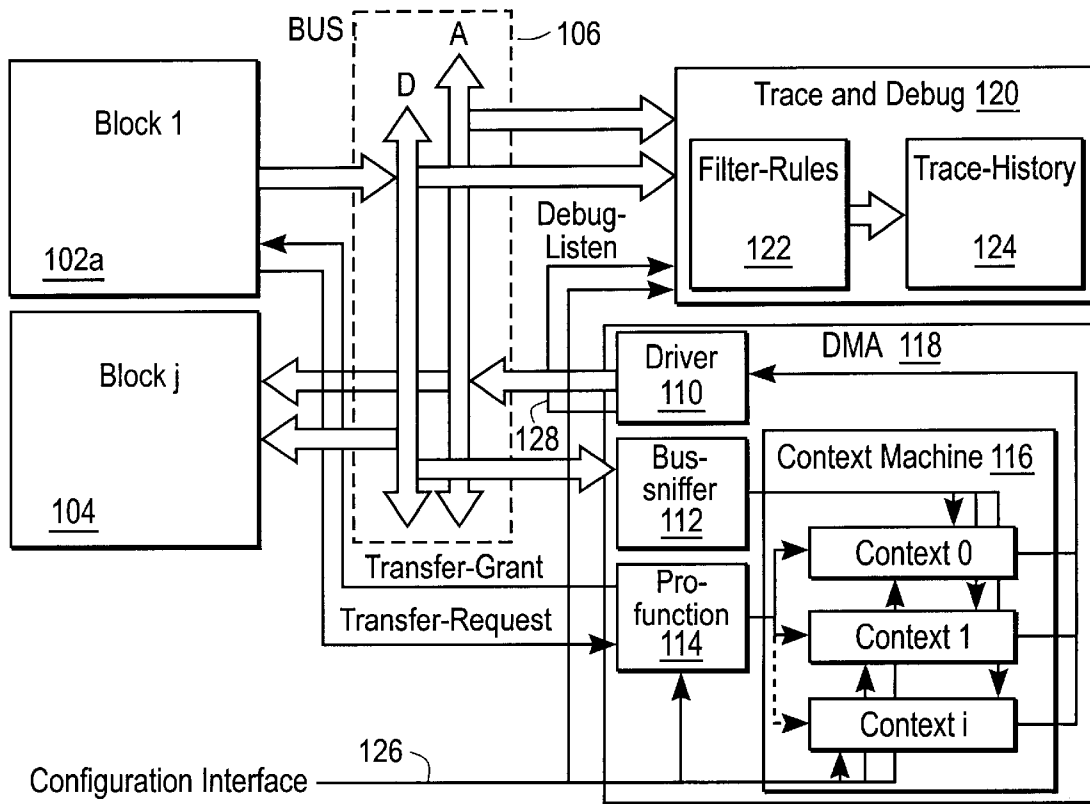 BUS
106
A
D
Block 1
102a
Trace and Debug 120
Filter-Rules
122
Trace-History
124
Debug-
Listen
Block j
104
128
DMA 118
Driver
110
Bus-
sniffer
112
Context Machine 116
Context 0
Context 1
Context i
Transfer-Grant
Transfer-Request
Pro-
function
114
126
Configuration Interface